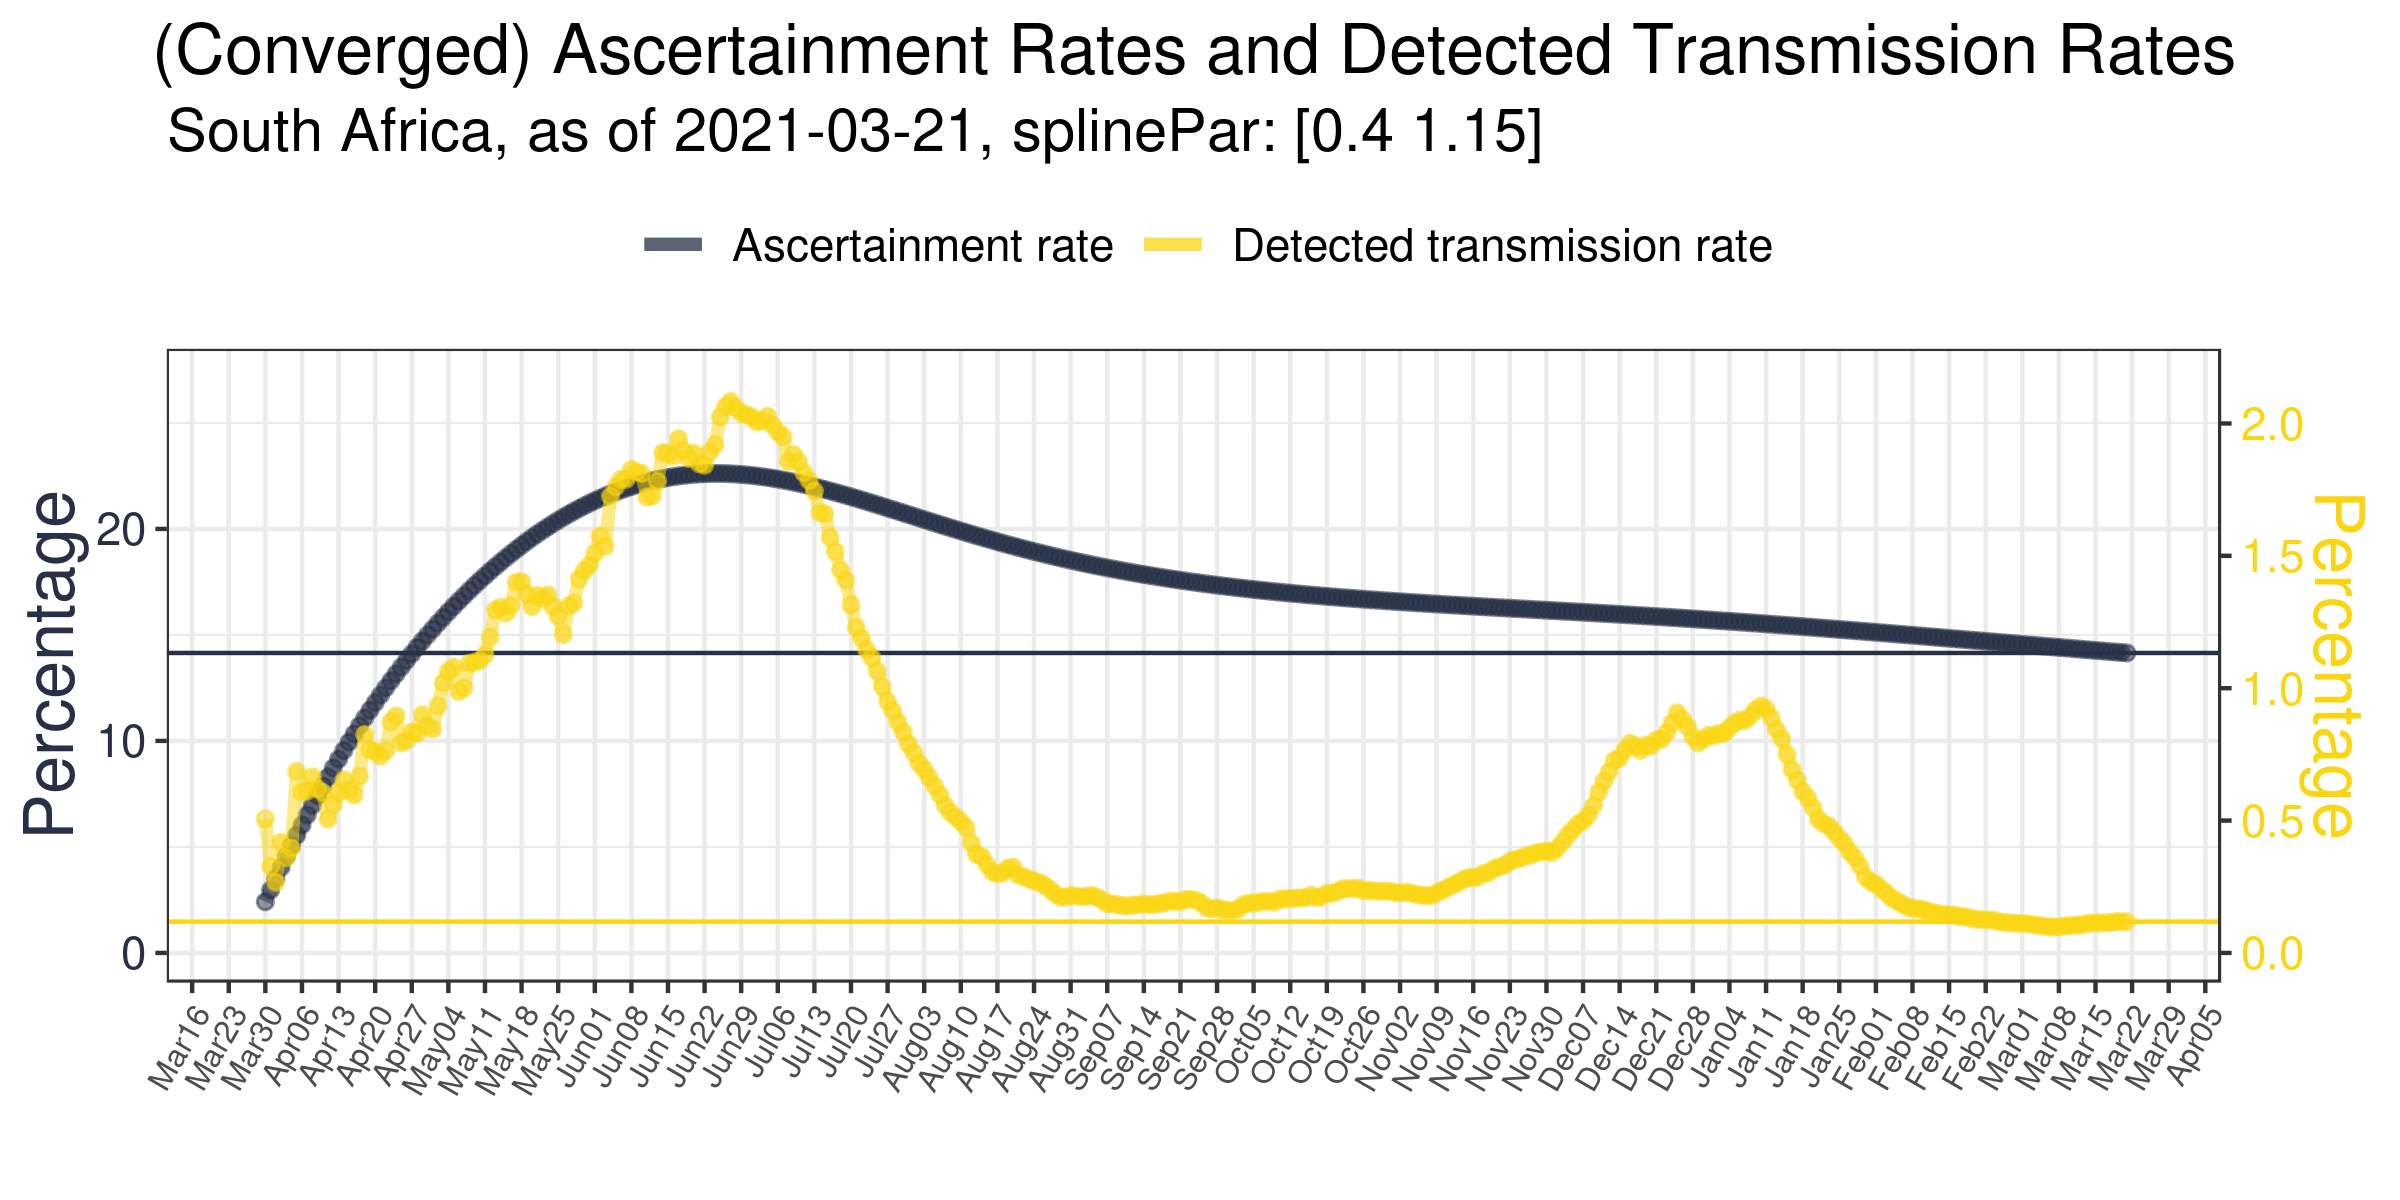 (Converged) Ascertainment Rates and Detected Transmission Rates
South Africa, as of 2021-03-21, splinePar: [0.4 1.15]
Ascertainment rate
Detected transmission rate
Percentage
20
10
0
2.0
1.5
1.0
0.5
0.0
Percentage
Mar16
Mar23
Mar30
Apr06
Apr13
Apr20
Apr27
May04
May11
May18
May25
Jun01
Jun08
Jun15
Jun22
Jun29
Jul06
Jul13
Jul20
Jul27
Aug03
Aug10
Aug17
Aug24
Aug31
Sep07
Sep14
Sep21
Sep28
Oct05
Oct12
Oct19
Oct26
Nov02
Nov09
Nov16
Nov23
Nov30
Dec07
Dec14
Dec21
Dec28
Jan04
Jan11
Jan18
Jan25
Feb01
Feb08
Feb15
Feb22
Mar01
Mar08
Mar15
Mar22
Mar29
Apr05